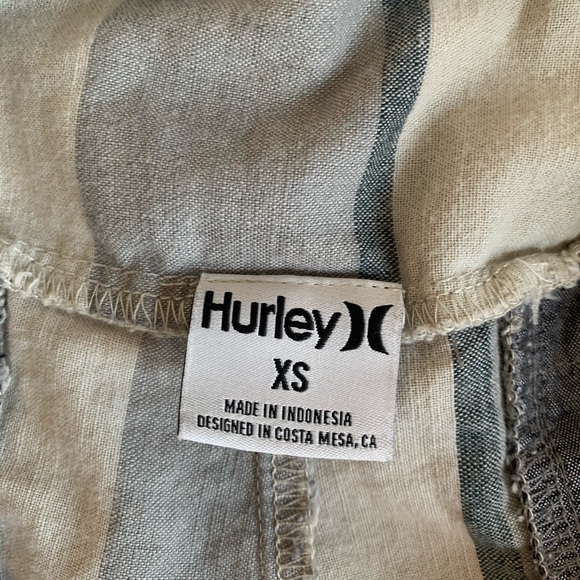 Hurley
XS
MADE IN INDONESIA
DESIGNED IN COSTA MESA, CA